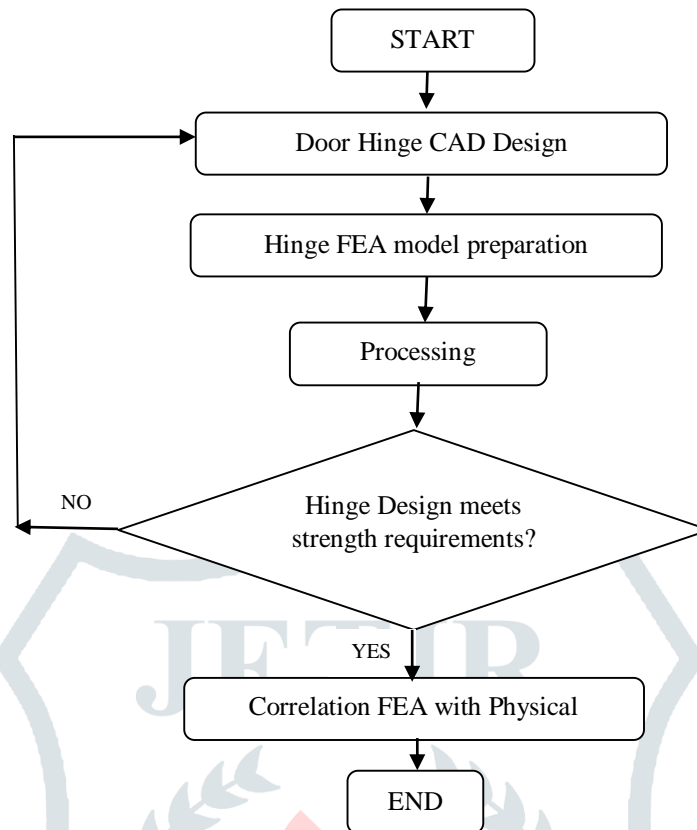 START
Door Hinge CAD Design
Hinge FEA model preparation
Processing
Hinge Design meets
strength requirements?
NO
YES
JETIR
Correlation FEA with Physical
END